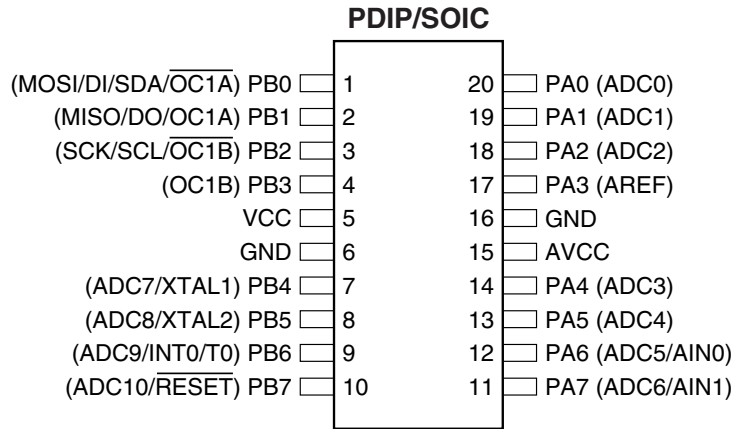 PDIP/SOIC
(MOSI/DI/SDA/OC1A) PB0 1 20 PA0 (ADC0)
(MISO/DO/OC1A) PB1 2 19 PA1 (ADC1)
(SCK/SCL/OC1B) PB2 3 18 PA2 (ADC2)
(OC1B) PB3 4 17 PA3 (AREF)
VCC 5 16 GND
GND 6 15 AVCC
(ADC7/XTAL1) PB4 7 14 PA4 (ADC3)
(ADC8/XTAL2) PB5 8 13 PA5 (ADC4)
(ADC9/INT0/T0) PB6 9 12 PA6 (ADC5/AIN0)
(ADC10/RESET) PB7 10 11 PA7 (ADC6/AIN1)